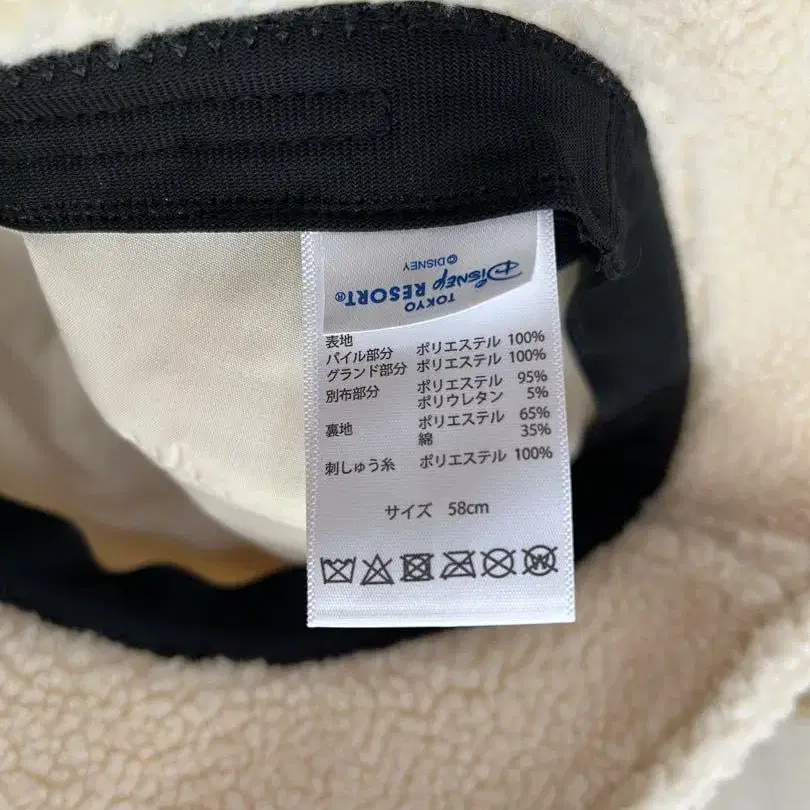 TOKYO
DISNEY RESORT®
©DISNEY
表地
パイル部分 ポリエステル 100%
グランド部分 ポリエステル 100%
別布部分 ポリエステル 95%
ポリウレタン 5%
裏地 ポリエステル 65%
綿 35%
刺しゅう糸 ポリエステル 100%
サイズ 58cm
W